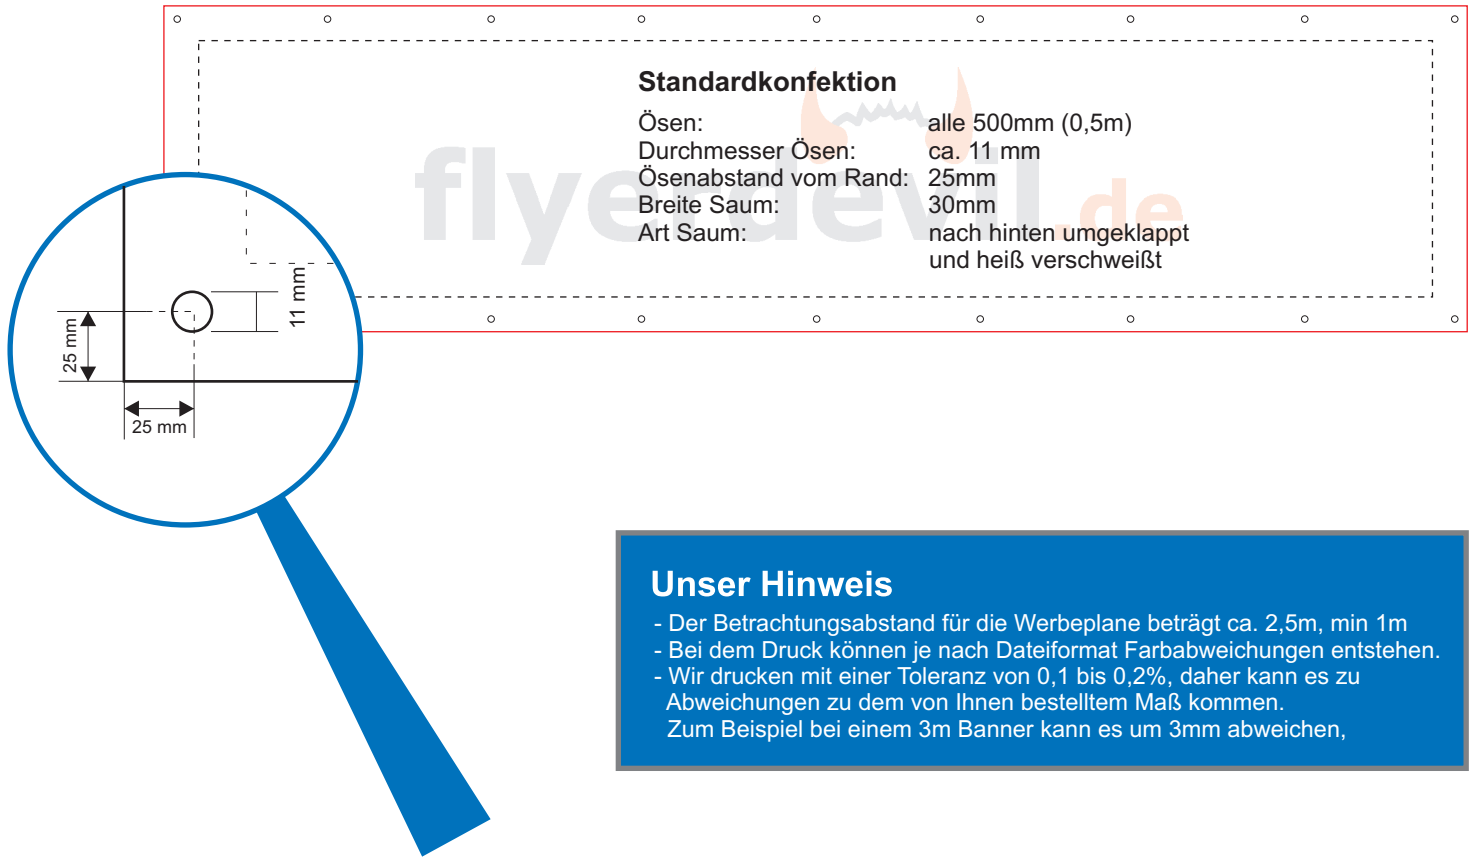 Standardkonfektion
Ösen: alle 500mm (0,5m)
Durchmesser Ösen: ca. 11 mm
Ösenabstand vom Rand: 25mm
Breite Saum: 30mm
Art Saum: nach hinten umgeklappt
und heiß verschweißt
flyerdevil.de
11 mm
25 mm
25 mm
Unser Hinweis
- Der Betrachtungsabstand für die Werbeplane beträgt ca. 2,5m, min 1m
- Bei dem Druck können je nach Dateiformat Farbabweichungen entstehen.
- Wir drucken mit einer Toleranz von 0,1 bis 0,2%, daher kann es zu
Abweichungen zu dem von Ihnen bestelltem Maß kommen.
Zum Beispiel bei einem 3m Banner kann es um 3mm abweichen,